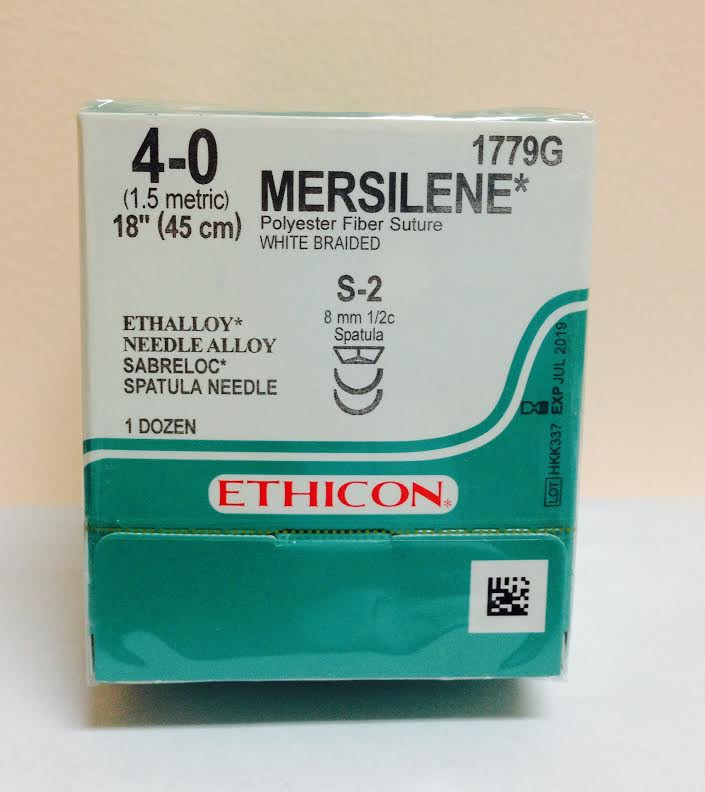 4-0
(1.5 metric)
18" (45 cm)
1779G
MERSILENE*
Polyester Fiber Suture
WHITE BRAIDED
S-2
8 mm 1/2c
Spatula
ETHALLOY*
NEEDLE ALLOY
SABRELOC*
SPATULA NEEDLE
1 DOZEN
LOT HKK337 EXP JUL 2019
ETHICON*